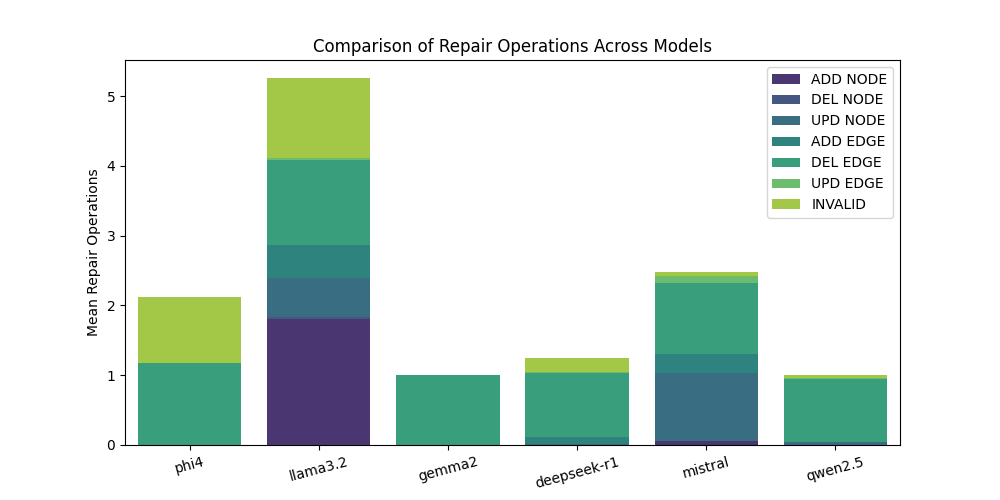 Comparison of Repair Operations Across Models
Mean Repair Operations
5
4
3
2
1
0
ADD NODE
DEL NODE
UPD NODE
ADD EDGE
DEL EDGE
UPD EDGE
INVALID
phi4
llama3.2
gemma2
deepseek-r1
mistral
qwen2.5